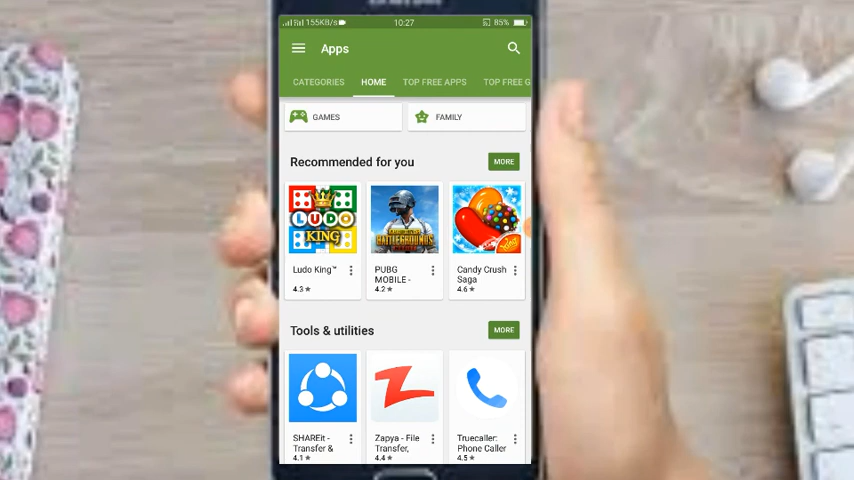 155KB/s 10:27 85%
Apps
CATEGORIES HOME TOP FREE APPS TOP FREE G
GAMES FAMILY
Recommended for you MORE
LUDO KING BATTLEGROUNDS King
Ludo King™ PUBG MOBILE - Candy Crush Saga
4.3★ 4.2★ 4.6★
Tools & utilities MORE
SHAREit - Transfer & Zapya - File Transfer, Truecaller: Phone Caller
4.1★ 4.4★ 4.5★